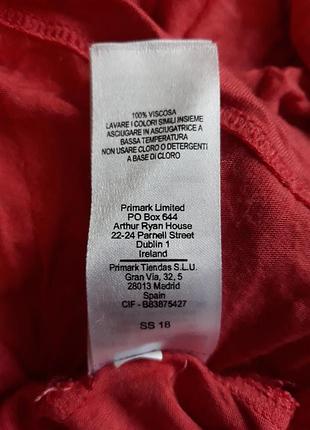 100% VISCOSA
LAVARE I COLORI SIMILI INSIEME
ASCIUGARE IN ASCIUGATRICE A
BASSA TEMPERATURA
NON USARE CLORO O DETERGENTI
A BASE DI CLORO
Primark Limited
PO Box 644
Arthur Ryan House
22-24 Parnell Street
Dublin 1
Ireland
Primark Tiendas S.L.U.
Gran Vía, 32, 5
28013 Madrid
Spain
CIF - B83875427
SS 18